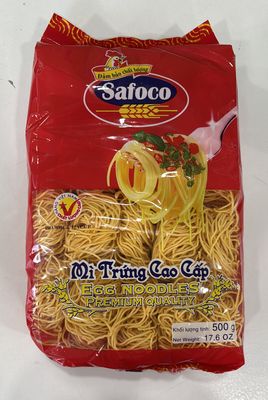 Đảm bảo chất lượng
Safoco
Mì Trứng Cao Cấp
EGG NOODLES
PREMIUM QUALITY
Khối lượng tịnh: 500 g
Net Weight: 17.6 OZ